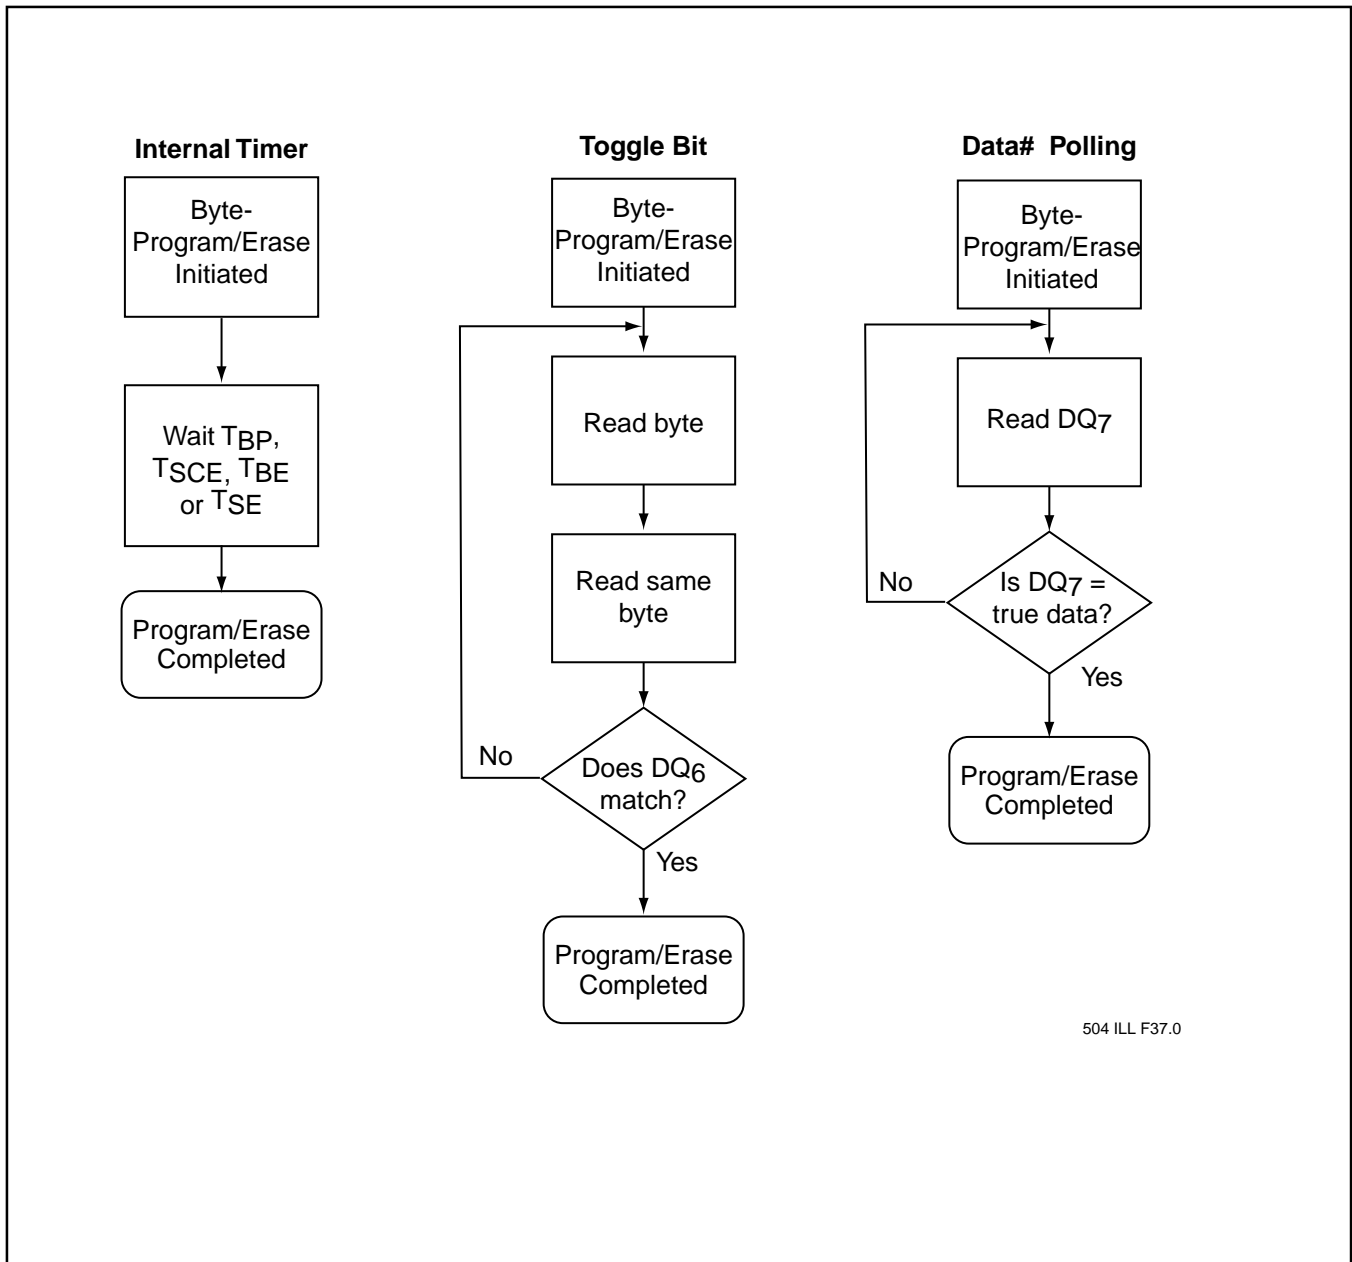 Internal Timer
Byte-
Program/Erase
Initiated
Wait TBP,
TSCE, TBE
or TSE
Program/Erase
Completed
Toggle Bit
Byte-
Program/Erase
Initiated
Read byte
Read same
byte
No
Does DQ6
match?
Yes
Program/Erase
Completed
Data# Polling
Byte-
Program/Erase
Initiated
Read DQ7
No
Is DQ7 =
true data?
Yes
Program/Erase
Completed
504 ILL F37.0